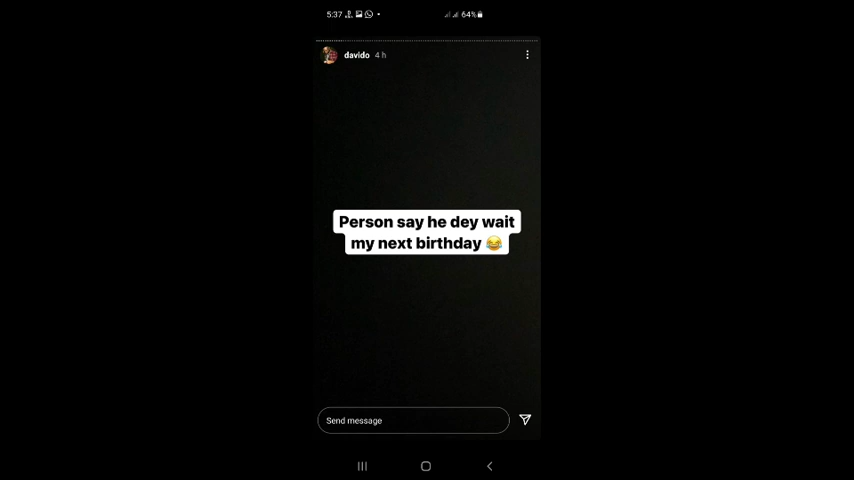 5:37 64%
davido 4 h
Person say he dey wait
my next birthday 😂
Send message